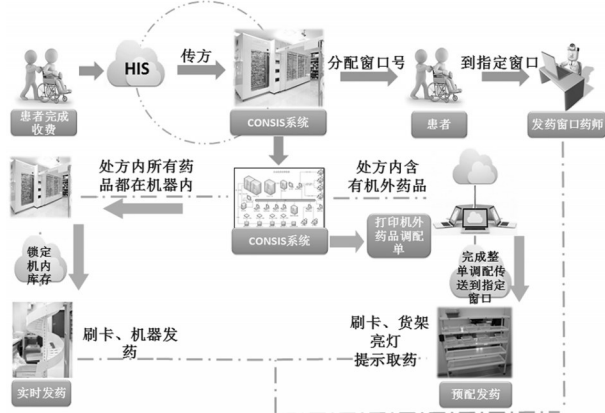 HIS
传方
分配窗口号
到指定窗口
患者完成
收费
CONSIS系统
患者
发药窗口药师
处方内所有药
品都在机器内
处方内含
有机外药品
CONSIS系统
打印机外
药品调配
单
锁定
机内
库存
完成整
单调配传
送到指定
窗口
刷卡、机器发
药
刷卡、货架
亮灯
提示取药
实时发药
预配发药